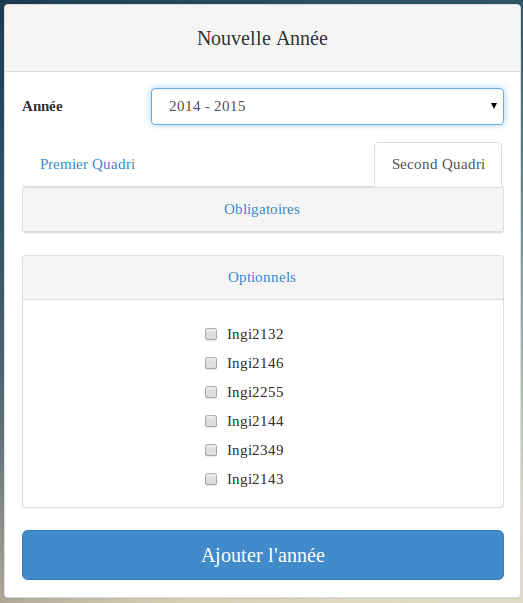 Nouvelle Année
Année 2014 - 2015
Premier Quadri Second Quadri
Obligatoires
Optionnels
Ingi2132
Ingi2146
Ingi2255
Ingi2144
Ingi2349
Ingi2143
Ajouter l'année